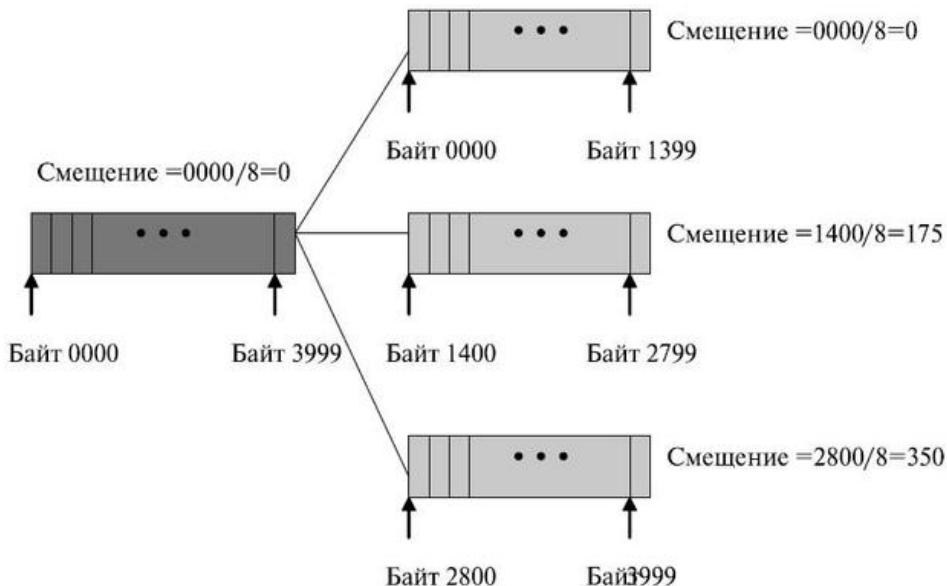 Смещение =0000/8=0
Байт 0000 Байт 1399
Смещение =0000/8=0
Смещение =1400/8=175
Байт 0000 Байт 3999 Байт 1400 Байт 2799
Смещение =2800/8=350
Байт 2800 Байт3999